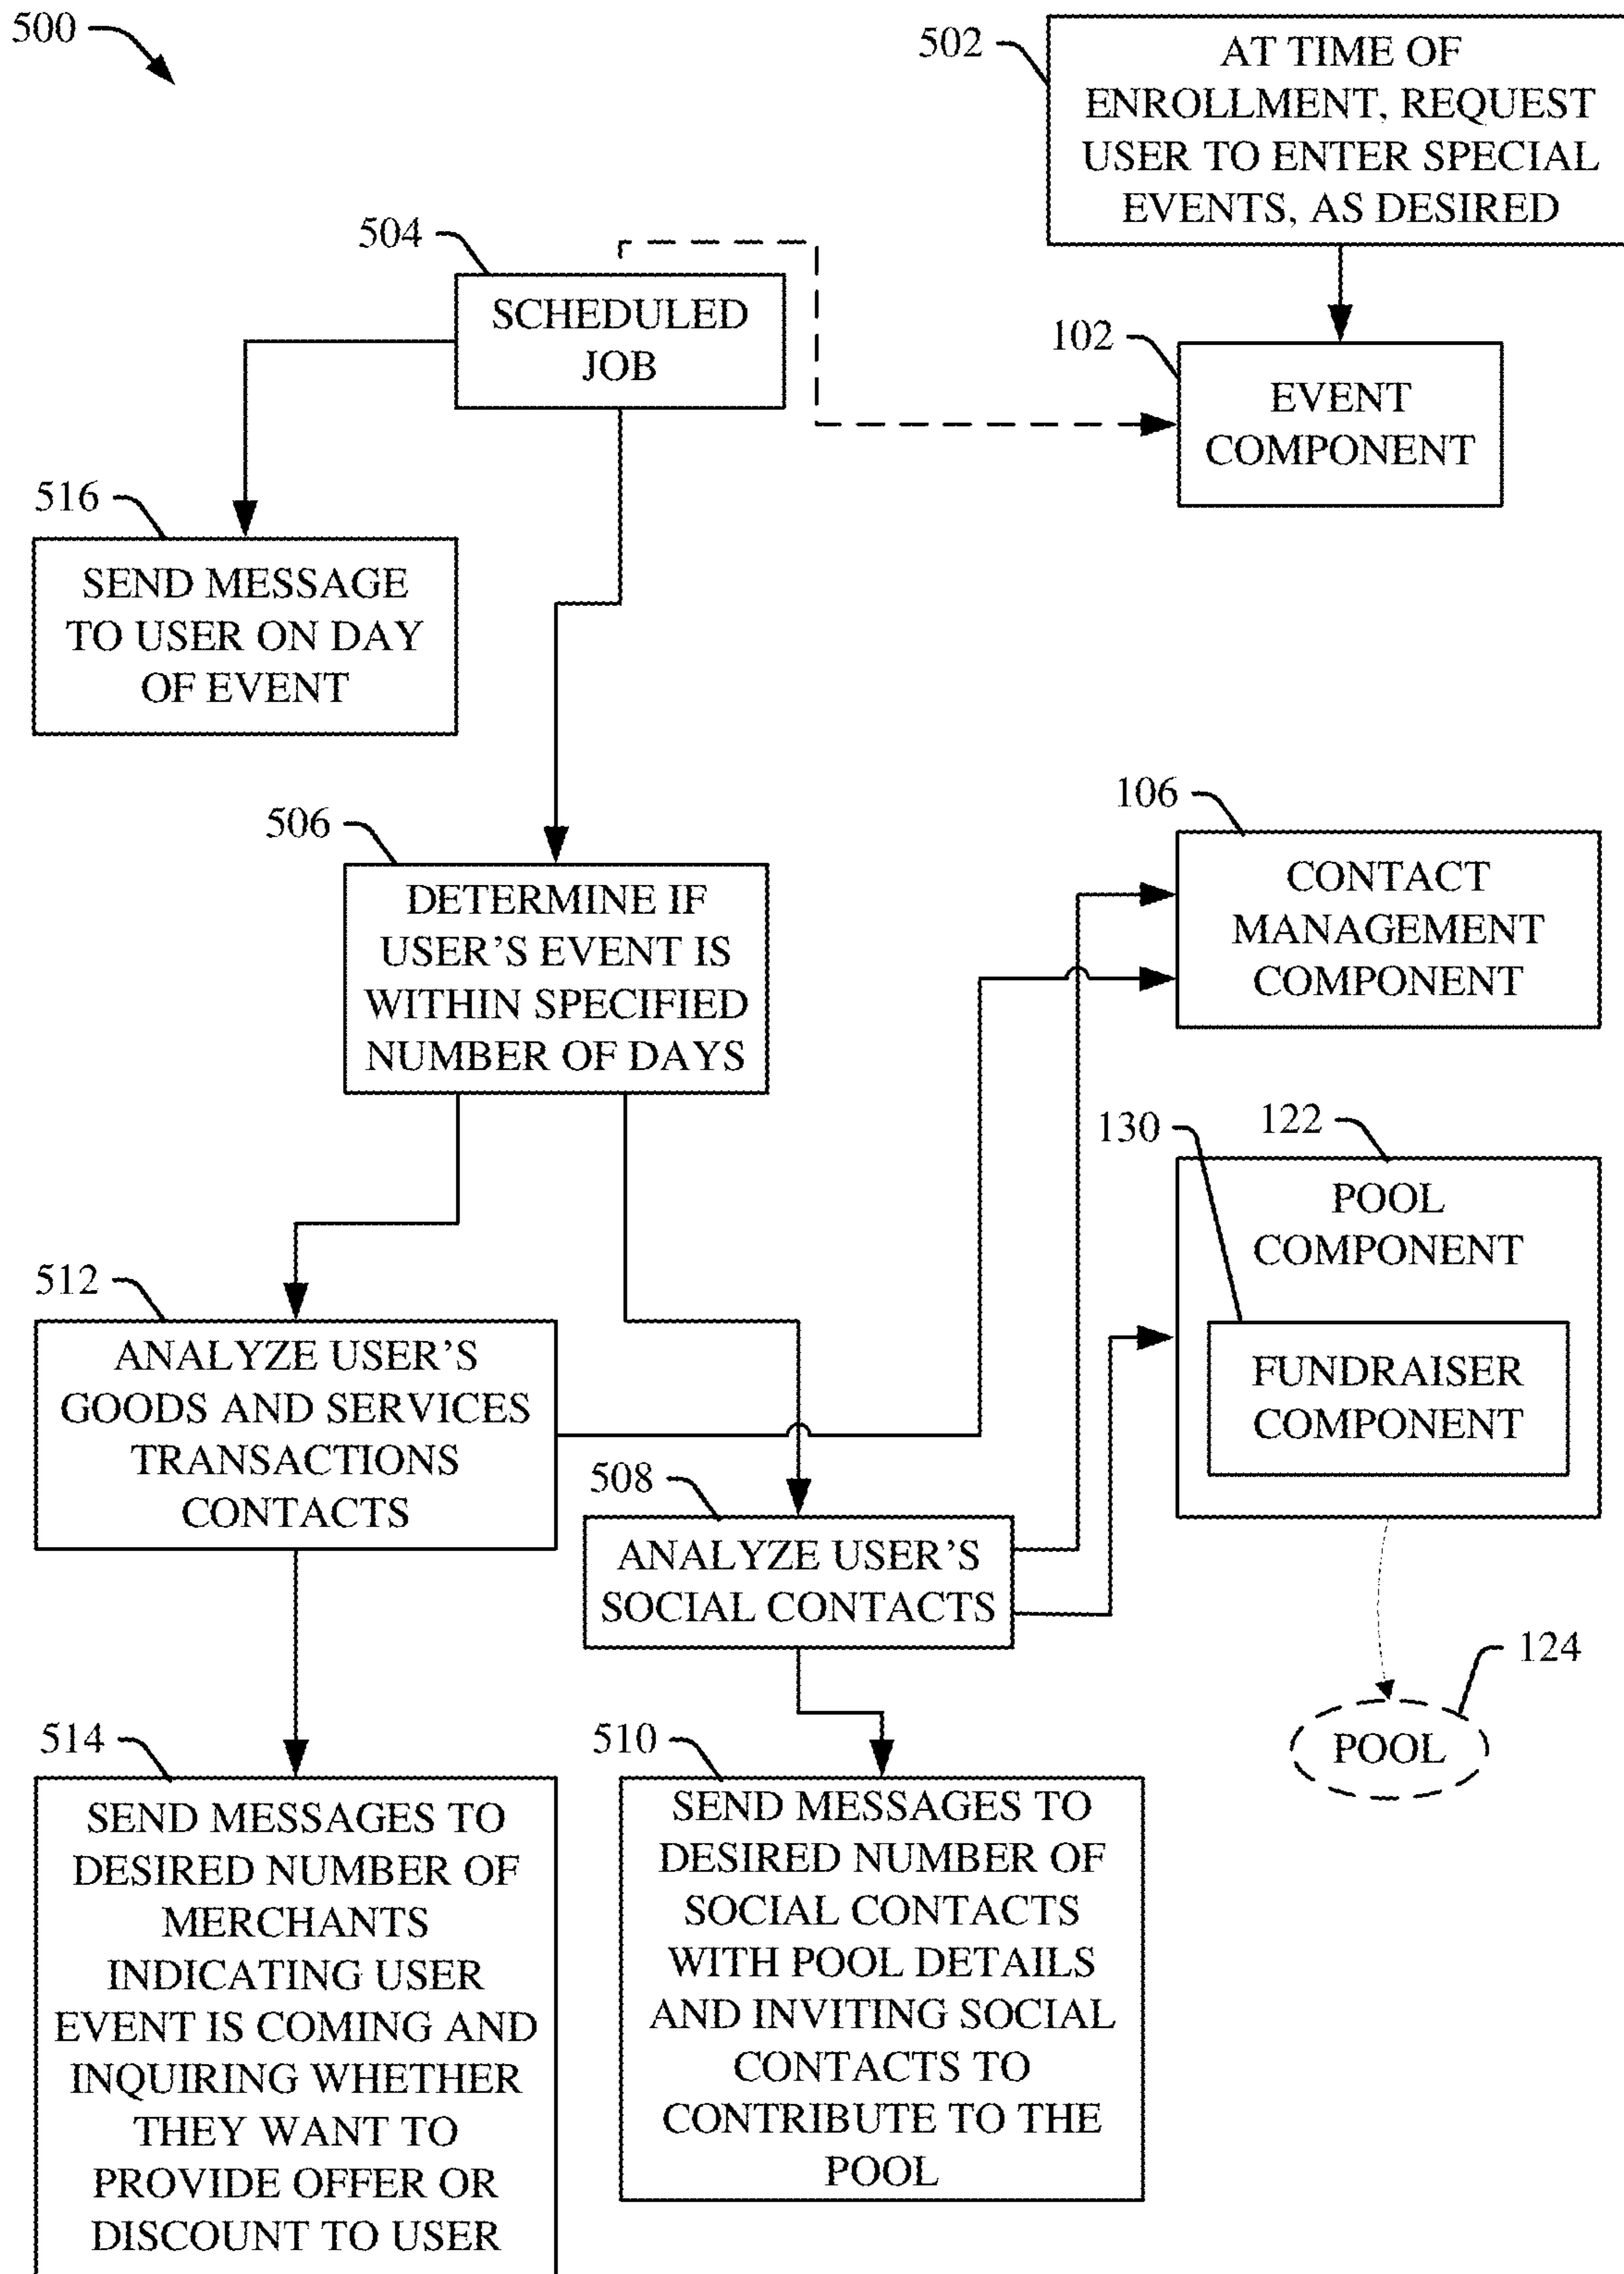 500
502
AT TIME OF
ENROLLMENT, REQUEST
USER TO ENTER SPECIAL
EVENTS, AS DESIRED
504
SCHEDULED
JOB
102
EVENT
COMPONENT
516
SEND MESSAGE
TO USER ON DAY
OF EVENT
506
DETERMINE IF
USER'S EVENT IS
WITHIN SPECIFIED
NUMBER OF DAYS
106
CONTACT
MANAGEMENT
COMPONENT
130
122
POOL
COMPONENT
FUNDRAISER
COMPONENT
512
ANALYZE USER'S
GOODS AND SERVICES
TRANSACTIONS
CONTACTS
508
ANALYZE USER'S
SOCIAL CONTACTS
124
POOL
514
SEND MESSAGES TO
DESIRED NUMBER OF
MERCHANTS
INDICATING USER
EVENT IS COMING AND
INQUIRING WHETHER
THEY WANT TO
PROVIDE OFFER OR
DISCOUNT TO USER
510
SEND MESSAGES TO
DESIRED NUMBER OF
SOCIAL CONTACTS
WITH POOL DETAILS
AND INVITING SOCIAL
CONTACTS TO
CONTRIBUTE TO THE
POOL